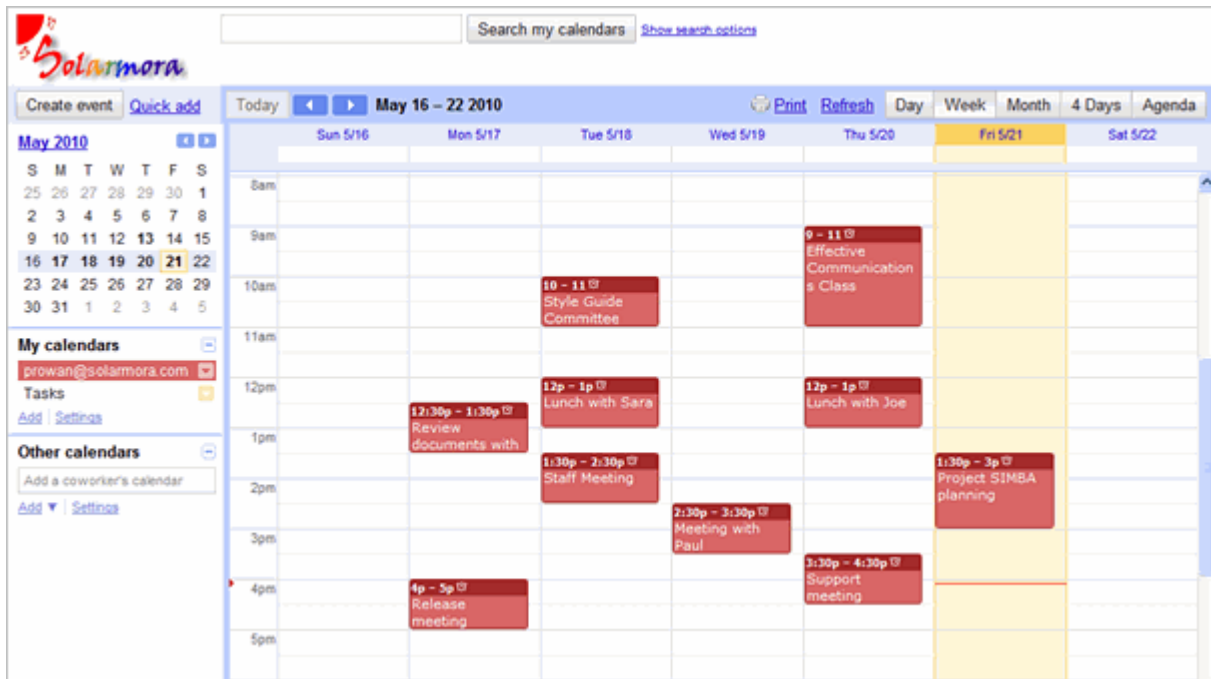 Solarmora
Search my calendars Show search options
Create event Quick add Today May 16 – 22 2010 Print Refresh Day Week Month 4 Days Agenda
May 2010
S M T W T F S
25 26 27 28 29 30 1
2 3 4 5 6 7 8
9 10 11 12 13 14 15
16 17 18 19 20 21 22
23 24 25 26 27 28 29
30 31 1 2 3 4 5
My calendars
prowan@solarmora.com
Tasks
Add Settings
Other calendars
Add a coworker's calendar
Add Settings
Sun 5/16 Mon 5/17 Tue 5/18 Wed 5/19 Thu 5/20 Fri 5/21 Sat 5/22
8am
9am
10am
11am
12pm
1pm
2pm
3pm
4pm
5pm
12:30p – 1:30p
Review
documents with
4p – 5p
Release
meeting
10 – 11
Style Guide
Committee
12p – 1p
Lunch with Sara
1:30p – 2:30p
Staff Meeting
2:30p – 3:30p
Meeting with
Paul
9 – 11
Effective
Communication
s Class
12p – 1p
Lunch with Joe
3:30p – 4:30p
Support
meeting
1:30p – 3p
Project SIMBA
planning